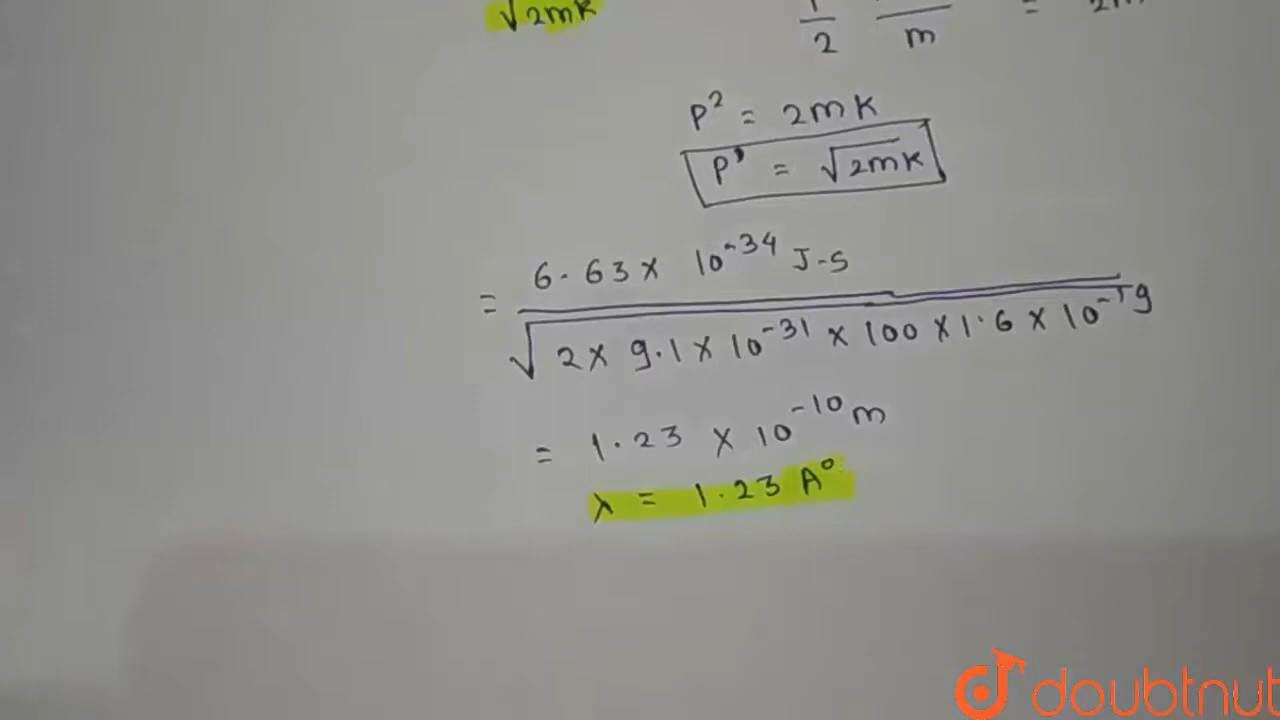 √2mk
1/2 /m = 2m
P² = 2mk
P = √2mk
= 6.63 × 10⁻³⁴ J-s
√2 × 9.1 × 10⁻³¹ × 100 × 1.6 × 10⁻¹⁹
= 1.23 × 10⁻¹⁰ m
λ = 1.23 A°
doubtnut